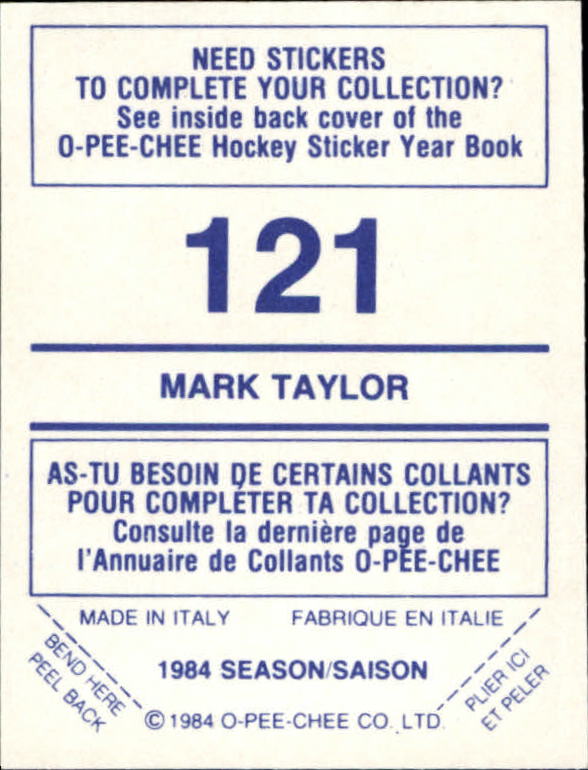 NEED STICKERS
TO COMPLETE YOUR COLLECTION?
See inside back cover of the
O-PEE-CHEE Hockey Sticker Year Book
121
MARK TAYLOR
AS-TU BESOIN DE CERTAINS COLLANTS
POUR COMPLÉTER TA COLLECTION?
Consulte la dernière page de
l'Annuaire de Collants O-PEE-CHEE
MADE IN ITALY FABRIQUE EN ITALIE
BEND HERE
PEEL BACK
1984 SEASON/SAISON
PLIER ICI
ET PELER
© 1984 O-PEE-CHEE CO. LTD.